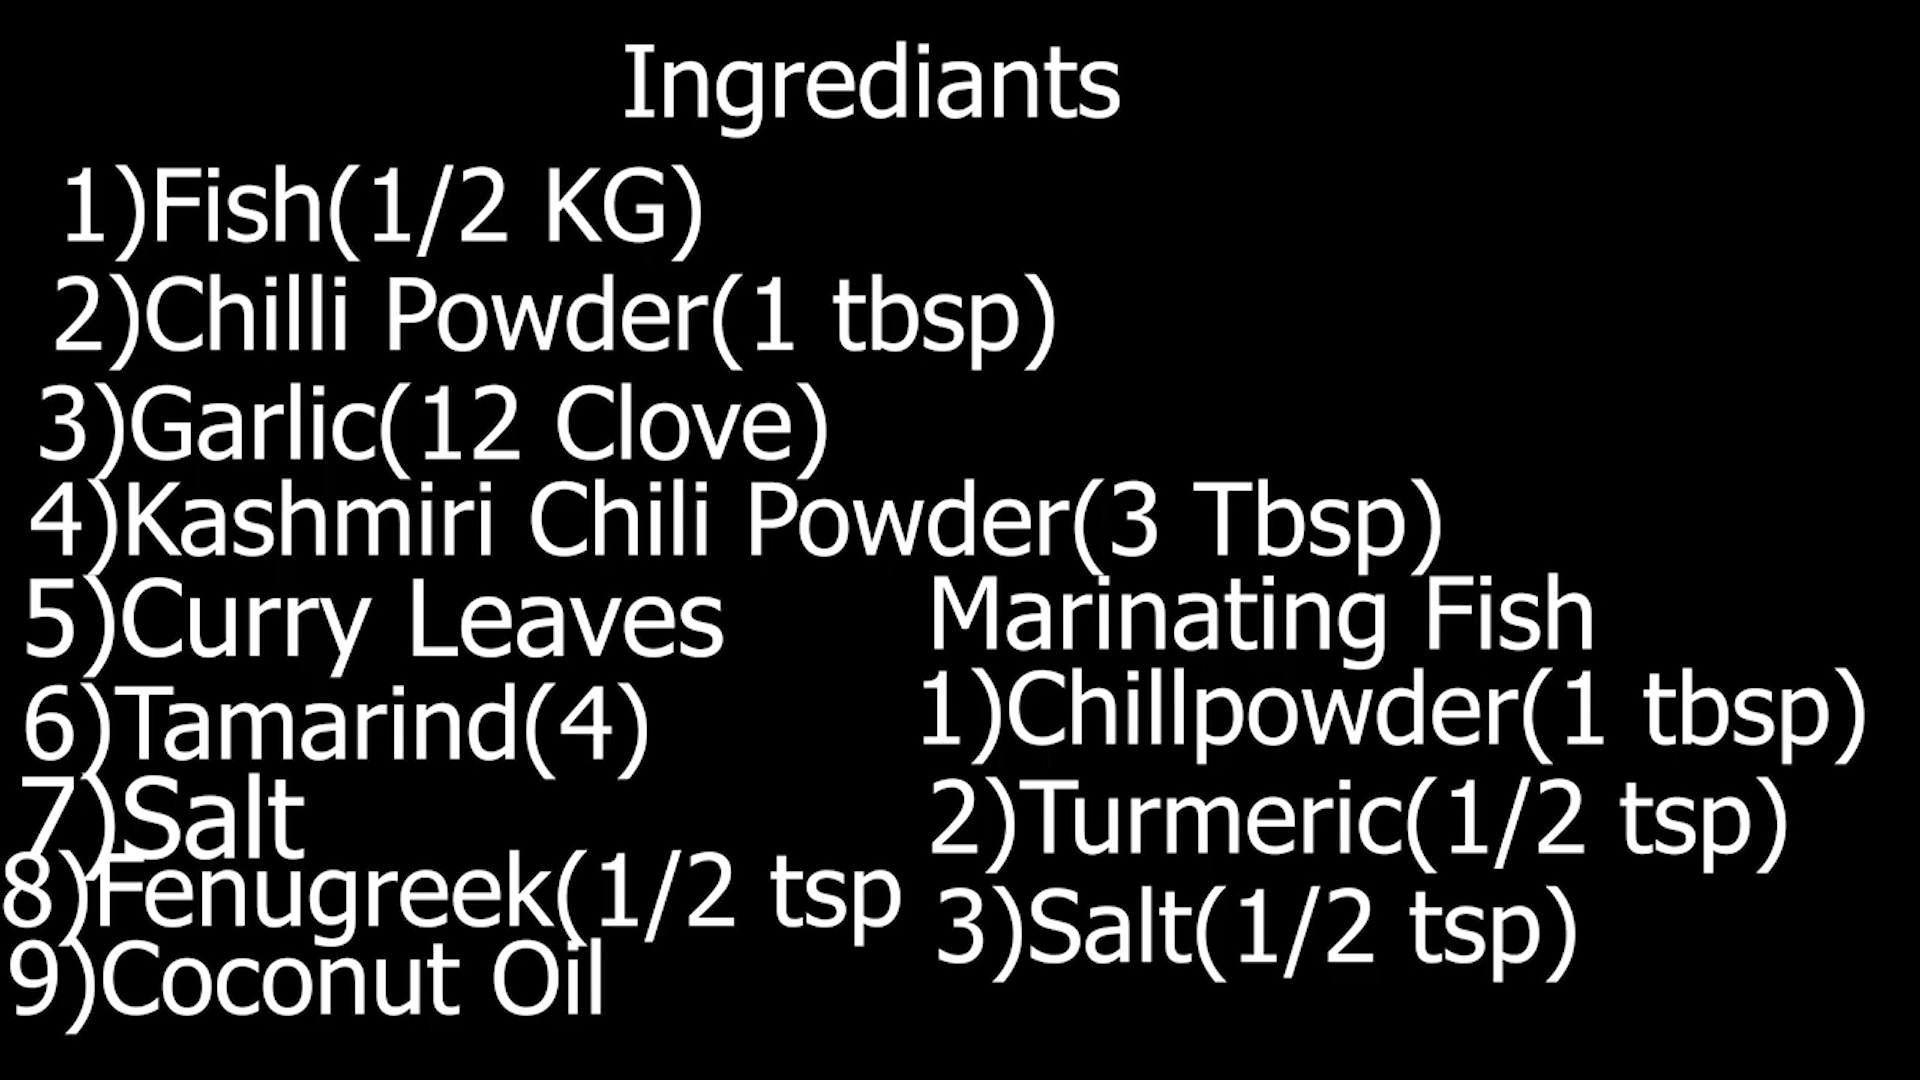 Ingrediants
1)Fish(1/2 KG)
2)Chilli Powder(1 tbsp)
3)Garlic(12 Clove)
4)Kashmiri Chili Powder(3 Tbsp)
5)Curry Leaves
6)Tamarind(4)
7)Salt
8)Fenugreek(1/2 tsp
9)Coconut Oil
Marinating Fish
1)Chillpowder(1 tbsp)
2)Turmeric(1/2 tsp)
3)Salt(1/2 tsp)